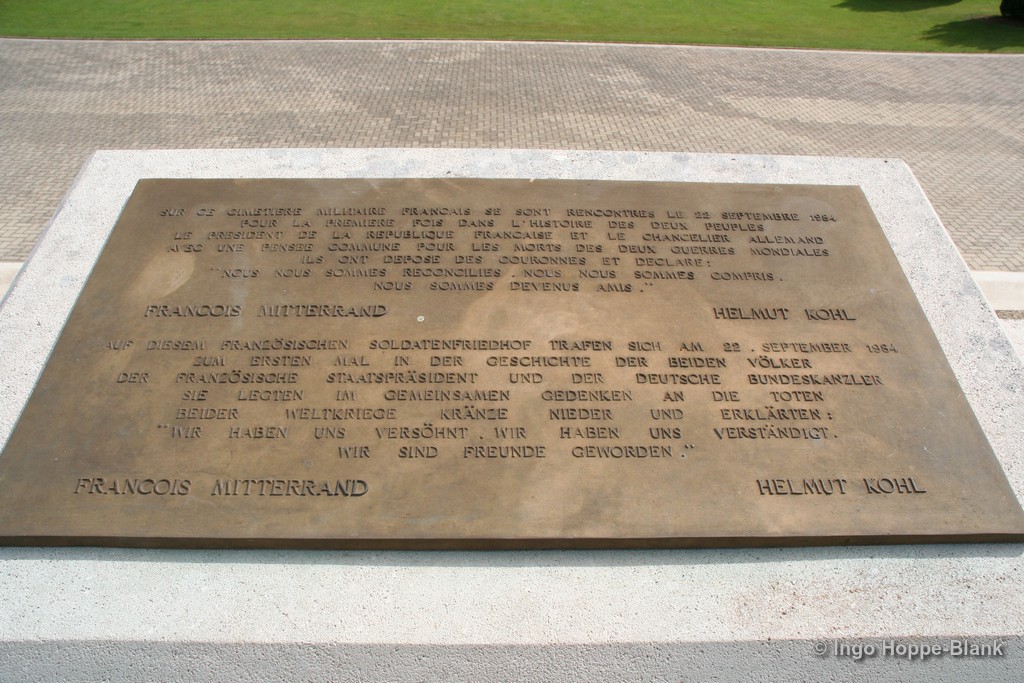 SUR CE CIMETIERE MILITAIRE FRANCAIS SE SONT RENCONTRES LE 22 SEPTEMBRE 1984
POUR LA PREMIERE FOIS DANS L'HISTOIRE DES DEUX PEUPLES
LE PRESIDENT DE LA REPUBLIQUE FRANCAISE ET LE CHANCELIER ALLEMAND
AVEC UNE PENSEE COMMUNE POUR LES MORTS DES DEUX GUERRES MONDIALES
ILS ONT DEPOSE DES COURONNES ET DECLARE:
"NOUS NOUS SOMMES RECONCILIES. NOUS NOUS SOMMES COMPRIS.
NOUS SOMMES DEVENUS AMIS."
FRANCOIS MITTERRAND HELMUT KOHL
AUF DIESEM FRANZÖSISCHEN SOLDATENFRIEDHOF TRAFEN SICH AM 22. SEPTEMBER 1984
ZUM ERSTEN MAL IN DER GESCHICHTE DER BEIDEN VÖLKER
DER FRANZÖSISCHE STAATSPRÄSIDENT UND DER DEUTSCHE BUNDESKANZLER
SIE LEGTEN IM GEMEINSAMEN GEDENKEN AN DIE TOTEN
BEIDER WELTKRIEGE KRÄNZE NIEDER UND ERKLÄRTEN:
"WIR HABEN UNS VERSÖHNT. WIR HABEN UNS VERSTÄNDIGT.
WIR SIND FREUNDE GEWORDEN."
FRANCOIS MITTERRAND HELMUT KOHL
© Ingo Hoppe-Blank